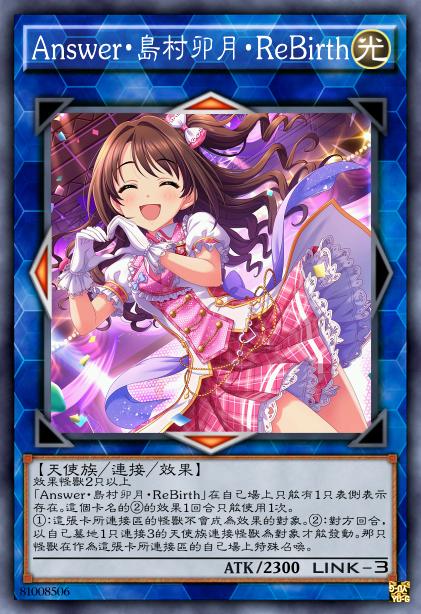 Answer・島村卯月・ReBirth
光
【天使族/連接/效果】
效果怪獸2只以上
「Answer・島村卯月・ReBirth」在自己場上只能有1只表側表示
存在。這個卡名的②的效果1回合只能使用1次。
①:這張卡所連接區的怪獸不會成為效果的對象。②:對方回合,
以自己墓地1只連接3的天使族連接怪獸為對象才能發動。那只
怪獸在作為這張卡所連接區的自己場上特殊召喚。
ATK/2300 LINK-3
81008506